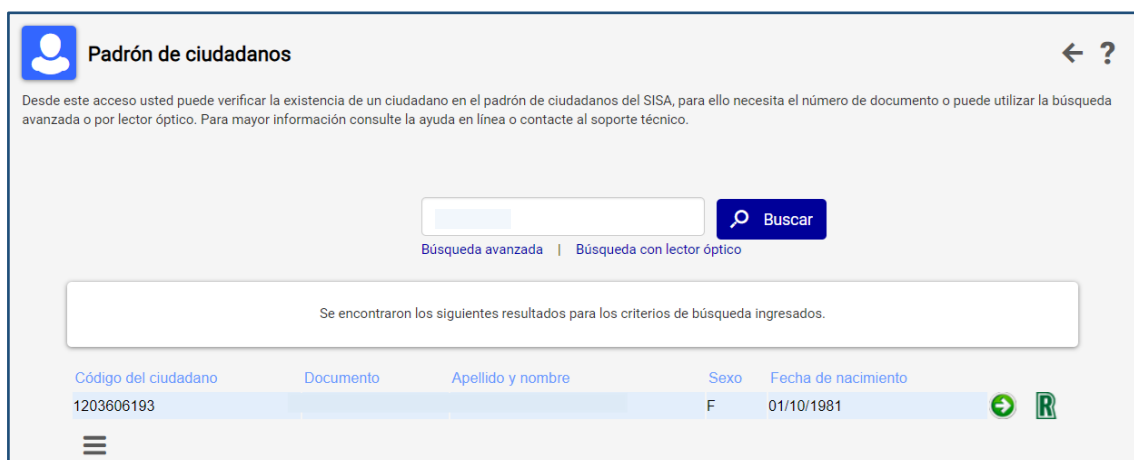 Padrón de ciudadanos
← ?
Desde este acceso usted puede verificar la existencia de un ciudadano en el padrón de ciudadanos del SISA, para ello necesita el número de documento o puede utilizar la búsqueda
avanzada o por lector óptico. Para mayor información consulte la ayuda en línea o contacte al soporte técnico.
Buscar
Búsqueda avanzada | Búsqueda con lector óptico
Se encontraron los siguientes resultados para los criterios de búsqueda ingresados.
Código del ciudadano Documento Apellido y nombre Sexo Fecha de nacimiento
1203606193 F 01/10/1981 R